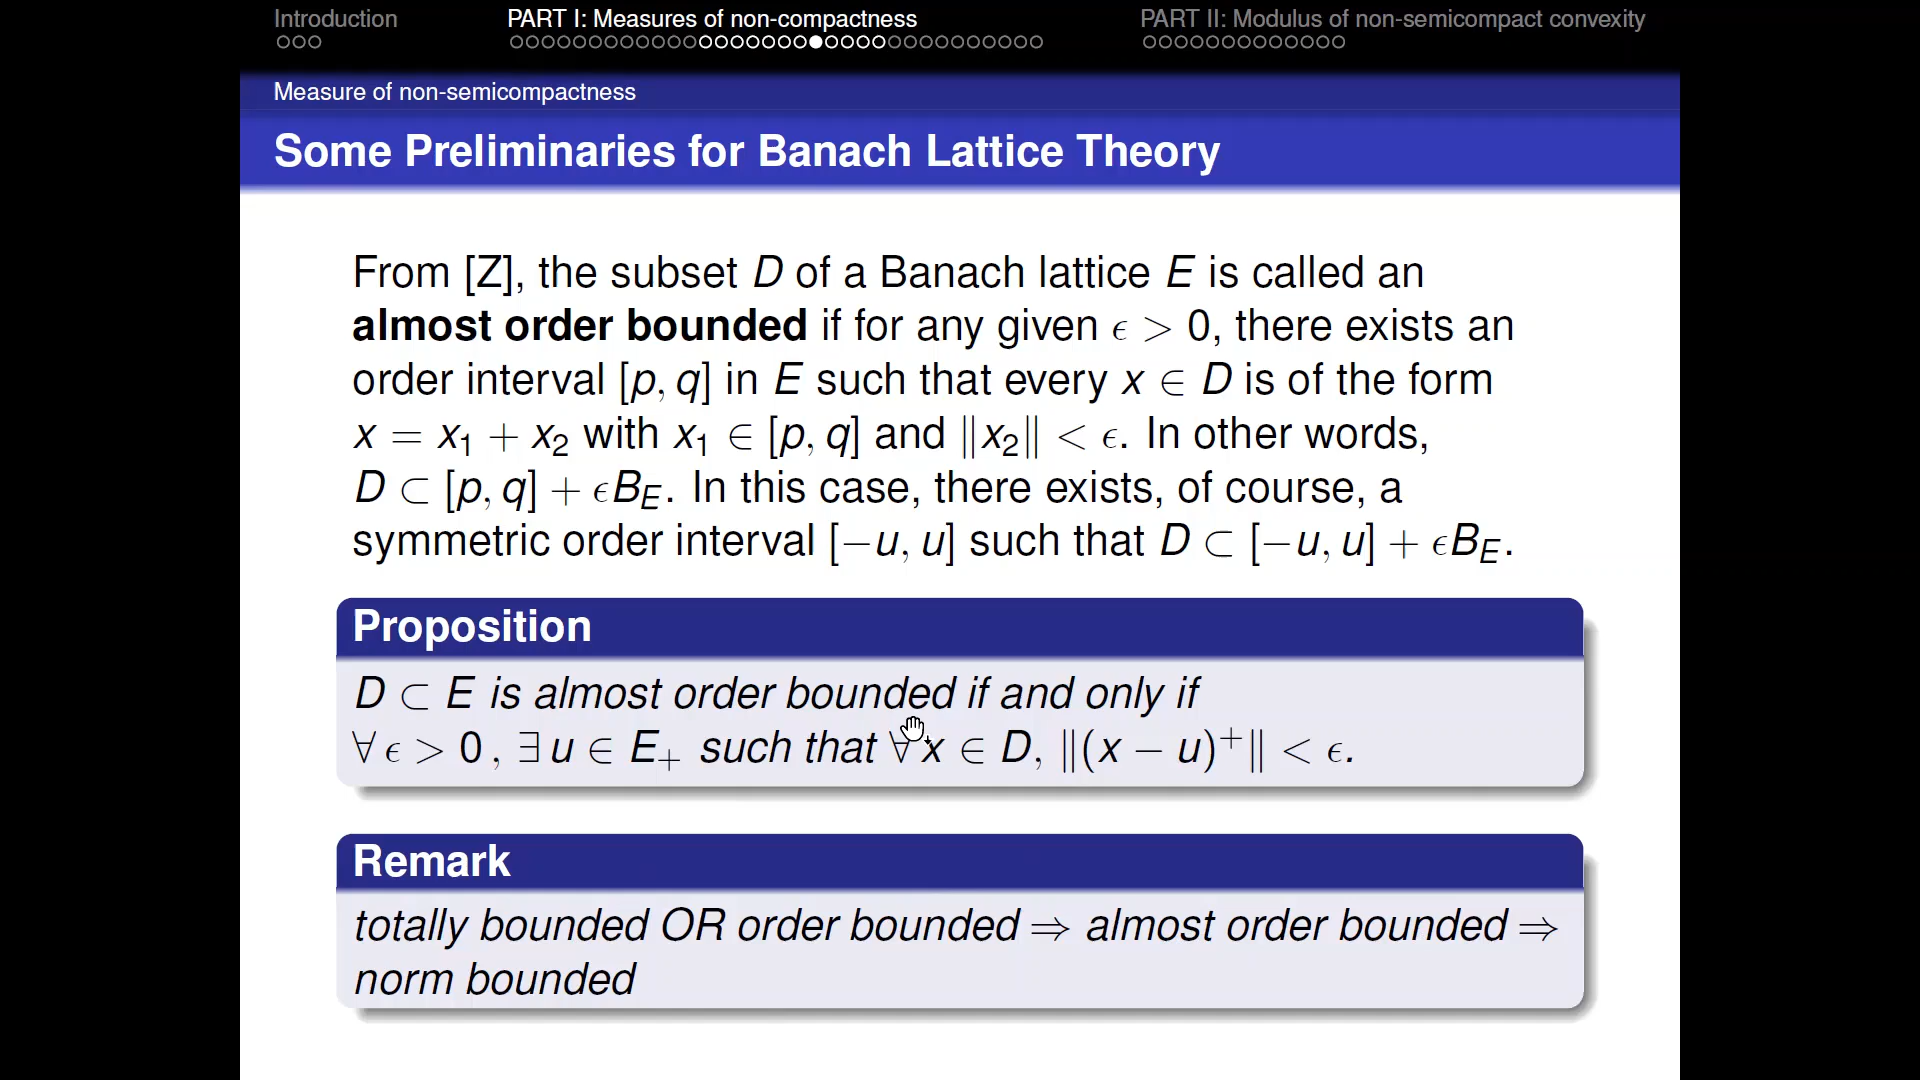 Introduction
PART I: Measures of non-compactness
PART II: Modulus of non-semicompact convexity
Measure of non-semicompactness
Some Preliminaries for Banach Lattice Theory
From [Z], the subset D of a Banach lattice E is called an
almost order bounded if for any given ϵ > 0, there exists an
order interval [p, q] in E such that every x ∈ D is of the form
x = x₁ + x₂ with x₁ ∈ [p, q] and ‖x₂‖ < ϵ. In other words,
D ⊂ [p, q] + ϵB_E. In this case, there exists, of course, a
symmetric order interval [−u, u] such that D ⊂ [−u, u] + ϵB_E.
Proposition
D ⊂ E is almost order bounded if and only if
∀ ϵ > 0 , ∃ u ∈ E₊ such that ∀ x ∈ D, ‖(x − u)⁺‖ < ϵ.
Remark
totally bounded OR order bounded ⇒ almost order bounded ⇒
norm bounded